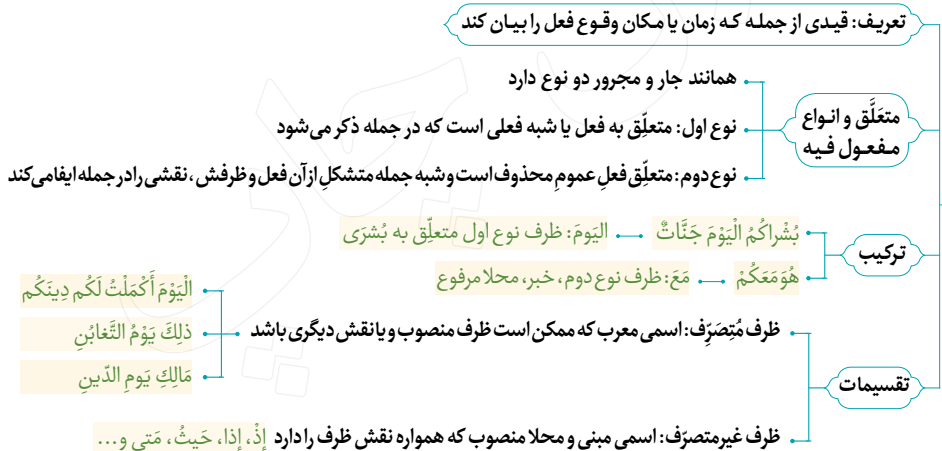 تعریف: قیدی از جمله که زمان یا مکان وقوع فعل را بیان کند
متعَلَّق و انواع مفعول فیه
همانند جار و مجرور دو نوع دارد
نوع اول: متعلِّق به فعل یا شبه فعلی است که در جمله ذکر می‌شود
نوع دوم: متعلِّق فعلِ عمومِ محذوف است و شبه جمله متشکل از آن فعل و ظرفش، نقشی را در جمله ایفا می‌کند
ترکیب
بُشْراکُمُ الْیَوْمَ جَنَّاتٌ الیَومَ: ظرف نوع اول متعلِّق به بُشرَی
هُوَ مَعَکُمْ مَعَ: ظرف نوع دوم، خبر، محلا مرفوع
تقسیمات
ظرف مُتِصَرِّف: اسمی معرب که ممکن است ظرف منصوب و یا نقش دیگری باشد
الْیَوْمَ أَکْمَلْتُ لَکُم دِینَکُم
ذلِكَ یَوْمُ التَّغابُنِ
مَالِكِ یَومِ الدّینِ
ظرف غیرمتصرّف: اسمی مبنی و محلا منصوب که همواره نقش ظرف را دارد إِذْ، إِذا، حَیثُ، مَتی و...